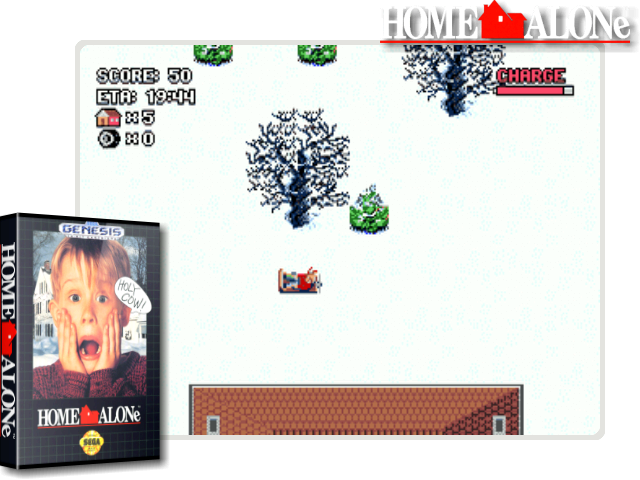 HOME ALONe
SCORE: 50
ETA: 19:44
×5
×0
CHARGE
GENESIS
HOLY COW!
HOME ALONe
SEGA
HOME ALONe